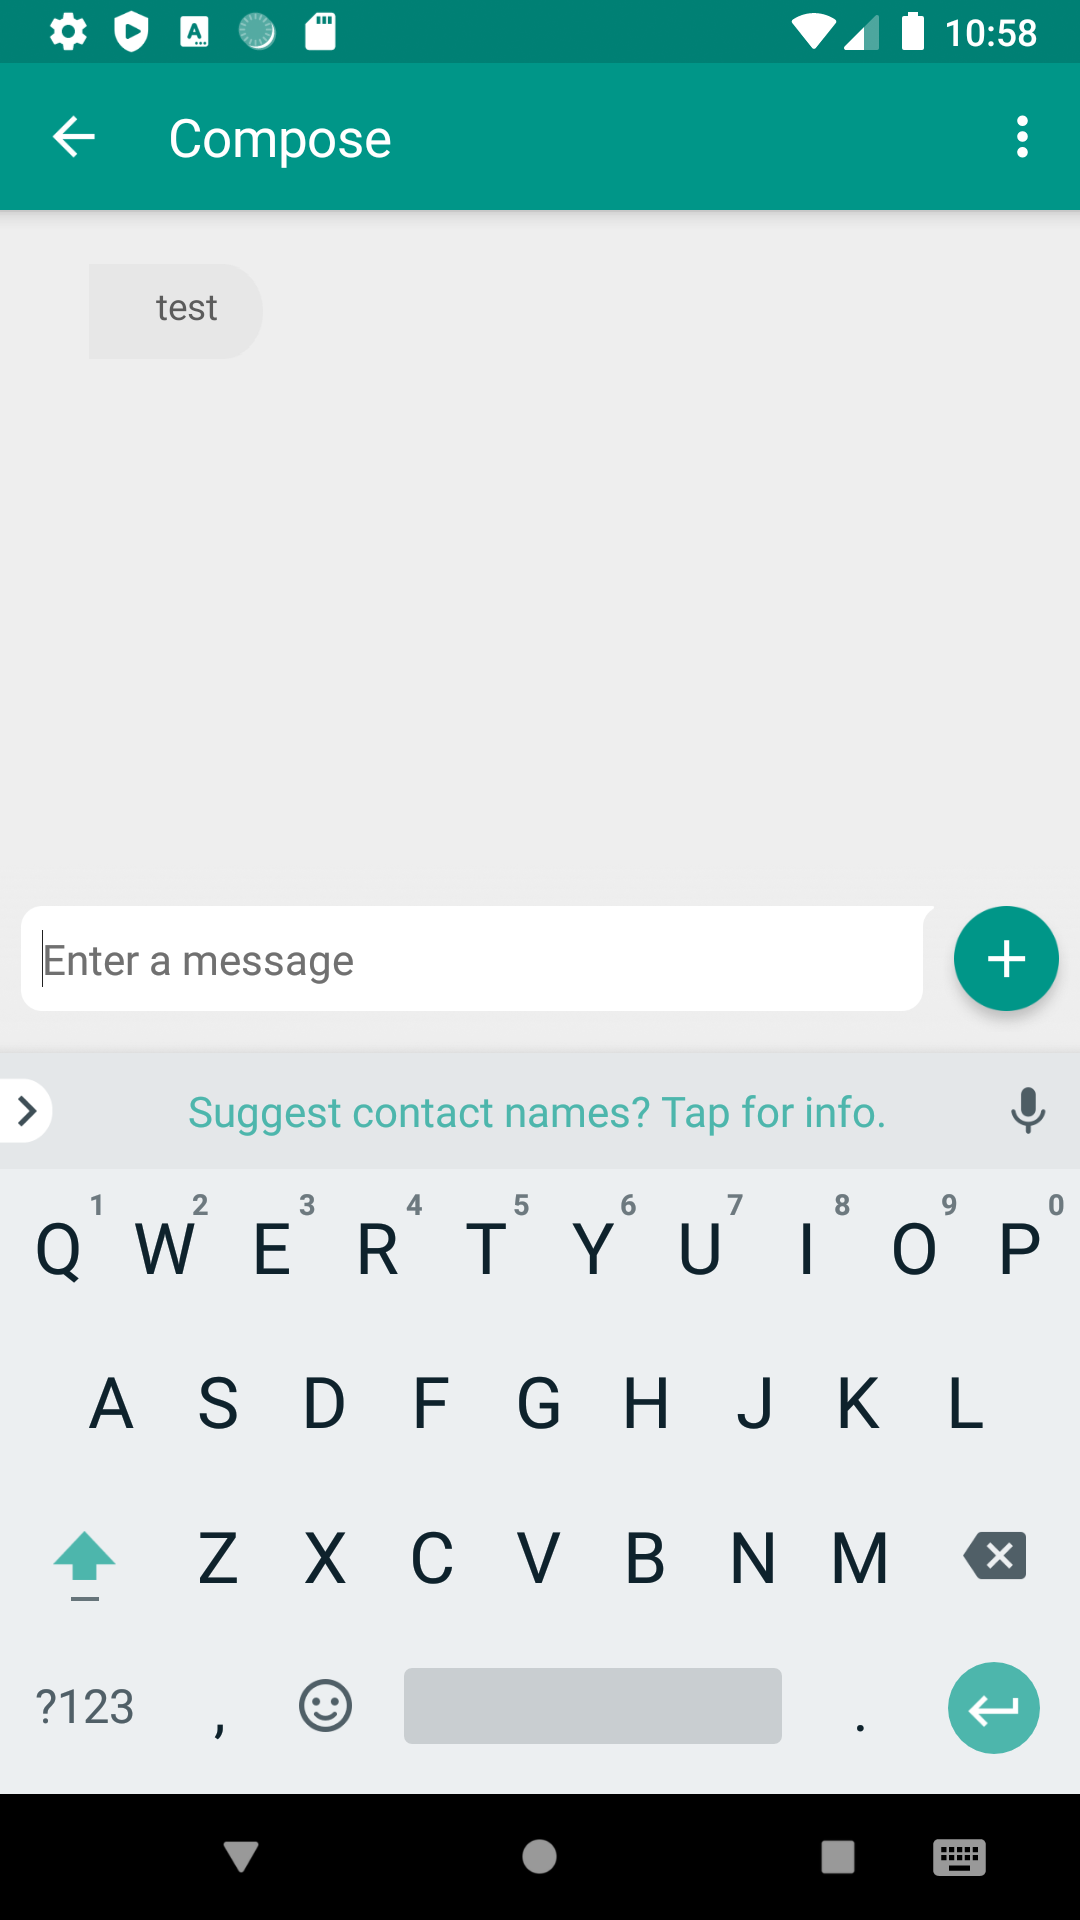 10:58
Compose
test
Enter a message
Suggest contact names? Tap for info.
1 2 3 4 5 6 7 8 9 0
Q W E R T Y U I O P
A S D F G H J K L
Z X C V B N M
?123 , .